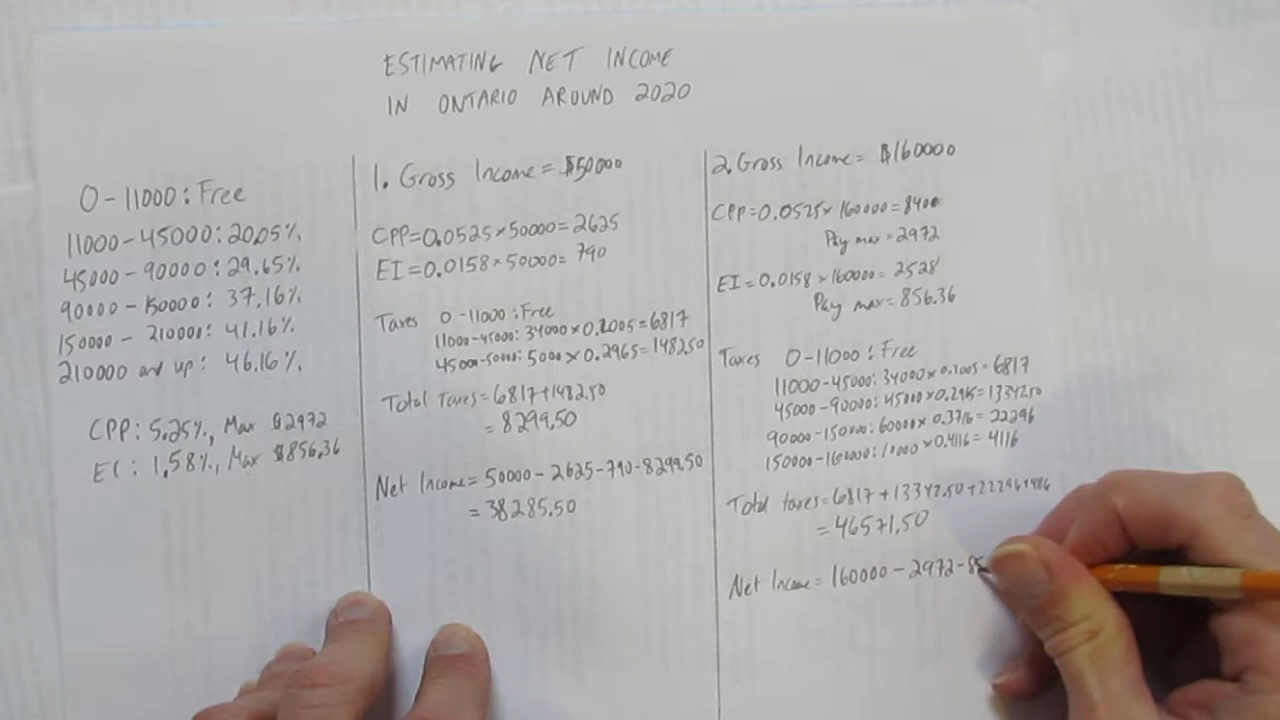 ESTIMATING NET INCOME
IN ONTARIO AROUND 2020
0-11000: Free
11000-45000: 20.05%
45000-90000: 29.65%
90000-150000: 37.16%
150000-210000: 41.16%
210000 and up: 46.16%
CPP: 5.25%, Max $2972
EI: 1.58%, Max $856.36
1. Gross Income = $50000
CPP=0.0525×50000=2625
EI=0.0158×50000=790
Taxes 0-11000: Free
11000-45000: 34000×0.2005=6817
45000-50000: 5000×0.2965=1482.50
Total Taxes=6817+1482.50
=8299.50
Net Income=50000-2625-790-8299.50
=38285.50
2. Gross Income = $160000
CPP=0.0525×160000=8400
Pay max=2972
EI=0.0158×160000=2528
Pay max=856.36
Taxes 0-11000: Free
11000-45000: 34000×0.2005=6817
45000-90000: 45000×0.2965=13342.50
90000-150000: 60000×0.3716=22296
150000-160000: 10000×0.4116=4116
Total taxes=6817+13342.50+22296+4116
=46571.50
Net Income=160000-2972-85